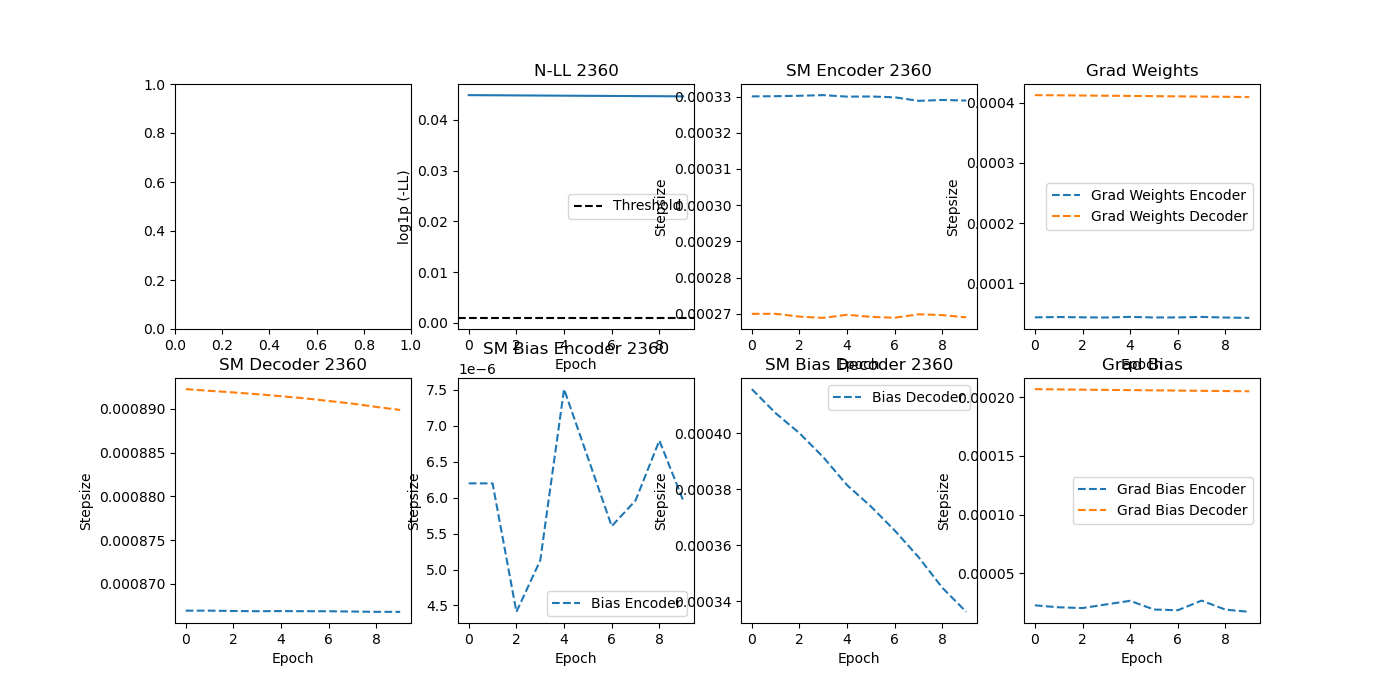 1.0
0.8
0.6
0.4
0.2
0.0
0.0 0.2 0.4 0.6 0.8 1.0
N-LL 2360
log1p (-LL)
0.04
0.03
0.02
0.01
0.00
Threshold
0 2 4 6 8
Epoch
SM Encoder 2360
Stepsize
0.00033
0.00032
0.00031
0.00030
0.00029
0.00028
0.00027
0 2 4 6 8
Epoch
Grad Weights
Stepsize
0.0004
0.0003
0.0002
0.0001
Grad Weights Encoder
Grad Weights Decoder
0 2 4 6 8
Epoch
SM Decoder 2360
Stepsize
0.000890
0.000885
0.000880
0.000875
0.000870
0 2 4 6 8
Epoch
SM Bias Encoder 2360
1e−6
Stepsize
7.5
7.0
6.5
6.0
5.5
5.0
4.5
Bias Encoder
0 2 4 6 8
Epoch
SM Bias Decoder 2360
Stepsize
0.00040
0.00038
0.00036
0.00034
Bias Decoder
0 2 4 6 8
Epoch
Grad Bias
Stepsize
0.00020
0.00015
0.00010
0.00005
Grad Bias Encoder
Grad Bias Decoder
0 2 4 6 8
Epoch